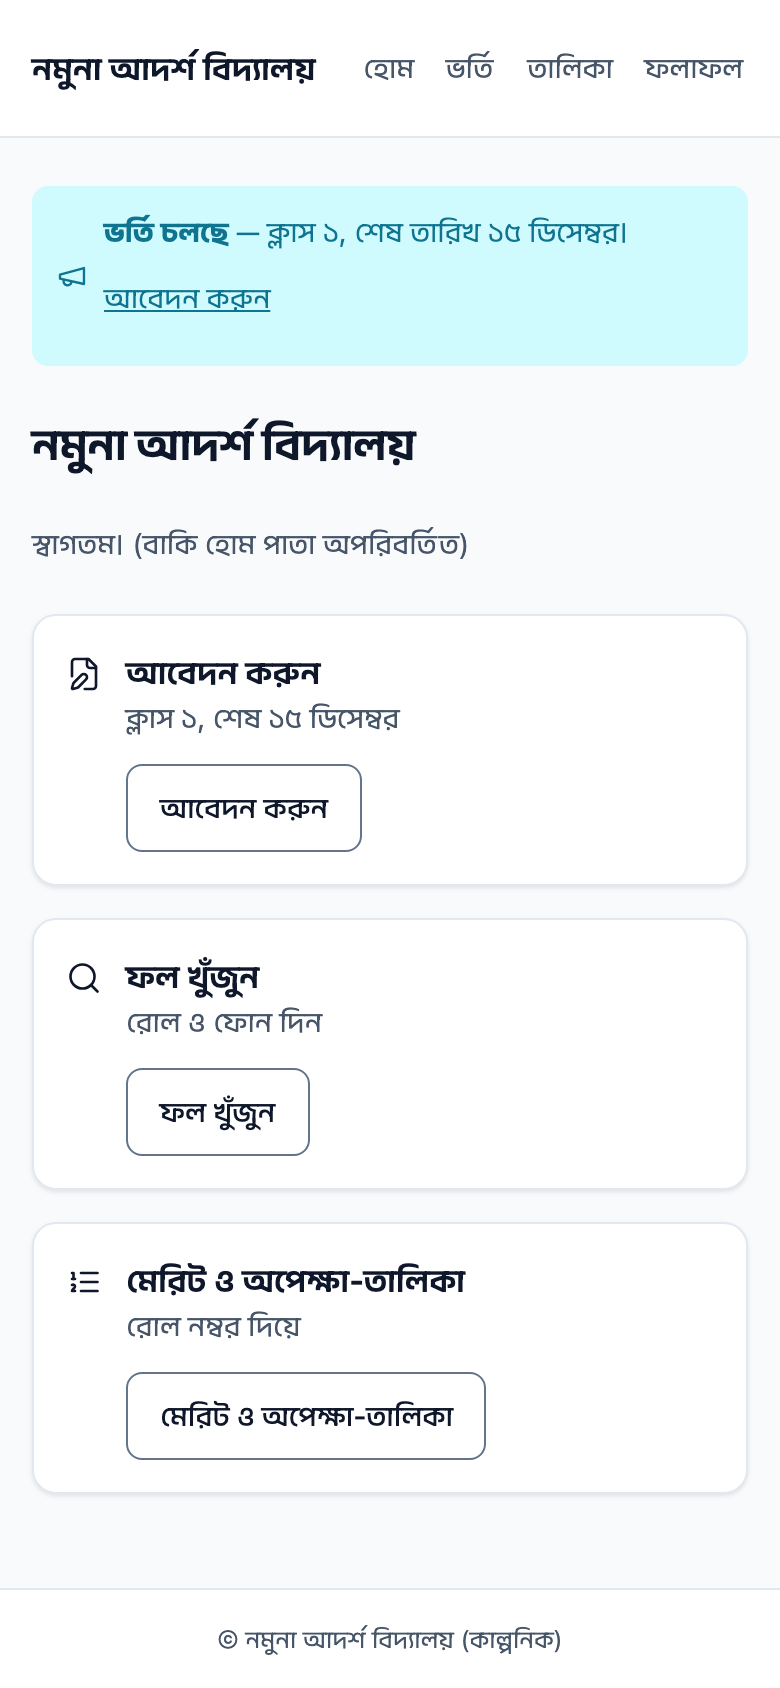 নমুনা আদর্শ বিদ্যালয় হোম ভর্তি তালিকা ফলাফল
ভর্তি চলছে — ক্লাস ১, শেষ তারিখ ১৫ ডিসেম্বর।
আবেদন করুন
নমুনা আদর্শ বিদ্যালয়
স্বাগতম। (বাকি হোম পাতা অপরিবর্তিত)
আবেদন করুন
ক্লাস ১, শেষ ১৫ ডিসেম্বর
আবেদন করুন
ফল খুঁজুন
রোল ও ফোন দিন
ফল খুঁজুন
মেরিট ও অপেক্ষা-তালিকা
রোল নম্বর দিয়ে
মেরিট ও অপেক্ষা-তালিকা
© নমুনা আদর্শ বিদ্যালয় (কাল্পনিক)